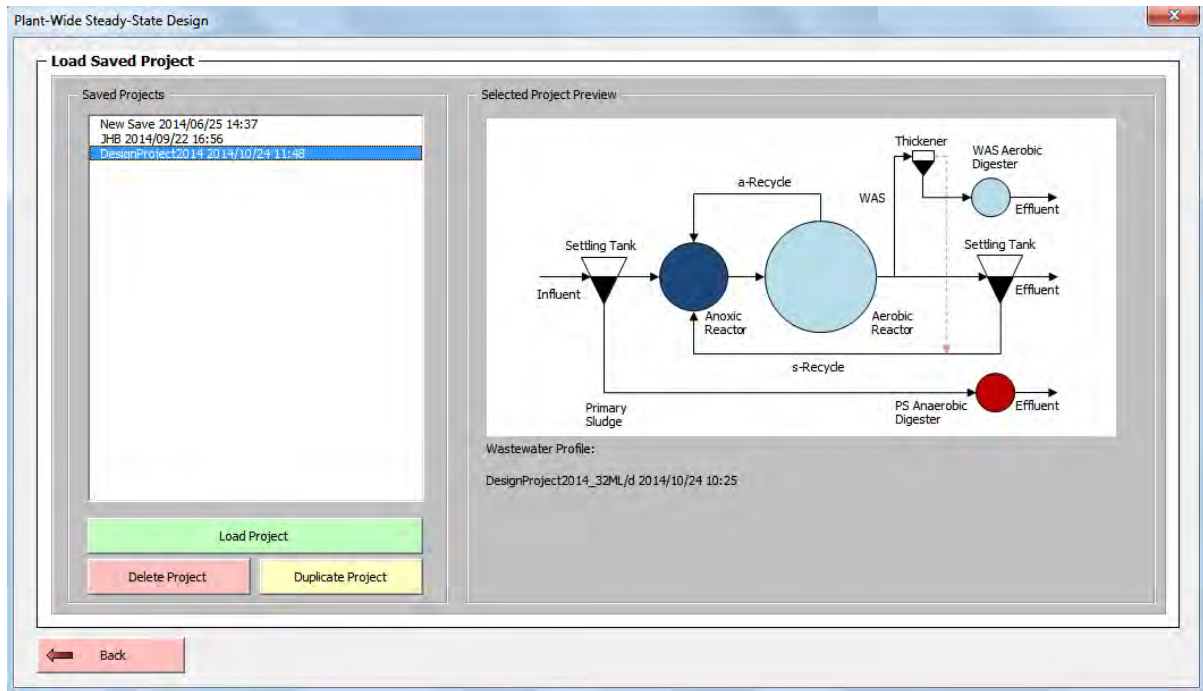 Plant-Wide Steady-State Design
x
Load Saved Project
Saved Projects
New Save 2014/06/25 14:37
JHB 2014/09/22 16:56
DesignProject2014 2014/10/24 11:48
Load Project
Delete Project
Duplicate Project
Selected Project Preview
Thickener
WAS Aerobic
Digester
a-Recycle
WAS
Effluent
Settling Tank
Settling Tank
Influent
Effluent
Anoxic
Reactor
Aerobic
Reactor
s-Recycle
Primary
Sludge
PS Anaerobic
Digester
Effluent
Wastewater Profile:
DesignProject2014_32ML/d 2014/10/24 10:25
Back